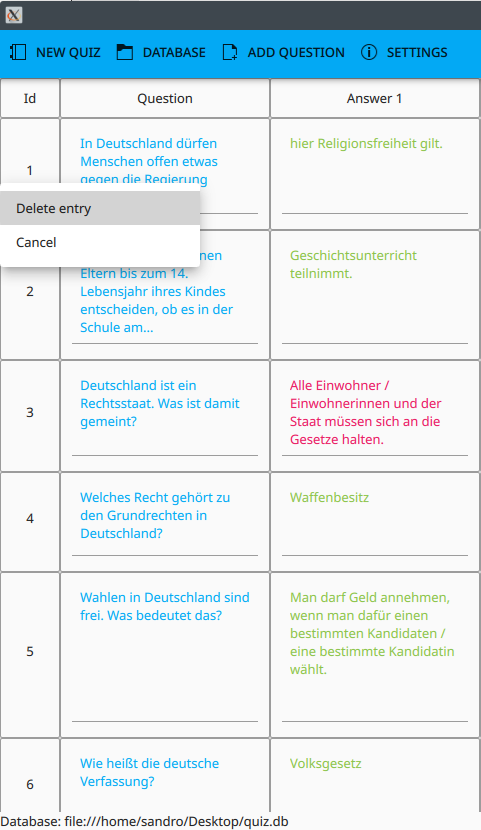 NEW QUIZ
DATABASE
ADD QUESTION
SETTINGS
Id
Question
Answer 1
1
In Deutschland dürfen
Menschen offen etwas
gegen die Regierung
hier Religionsfreiheit gilt.
Delete entry
Cancel
2
Eltern bis zum 14.
Lebensjahr ihres Kindes
entscheiden, ob es in der
Schule am...
Geschichtsunterricht
teilnimmt.
3
Deutschland ist ein
Rechtsstaat. Was ist damit
gemeint?
Alle Einwohner /
Einwohnerinnen und der
Staat müssen sich an die
Gesetze halten.
4
Welches Recht gehört zu
den Grundrechten in
Deutschland?
Waffenbesitz
5
Wahlen in Deutschland sind
frei. Was bedeutet das?
Man darf Geld annehmen,
wenn man dafür einen
bestimmten Kandidaten /
eine bestimmte Kandidatin
wählt.
6
Wie heißt die deutsche
Verfassung?
Volksgesetz
Database: file:///home/sandro/Desktop/quiz.db